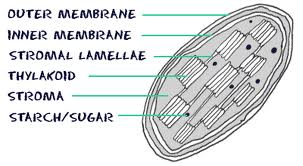 OUTER MEMBRANE
INNER MEMBRANE
STROMAL LAMELLAE
THYLAKOID
STROMA
STARCH/SUGAR